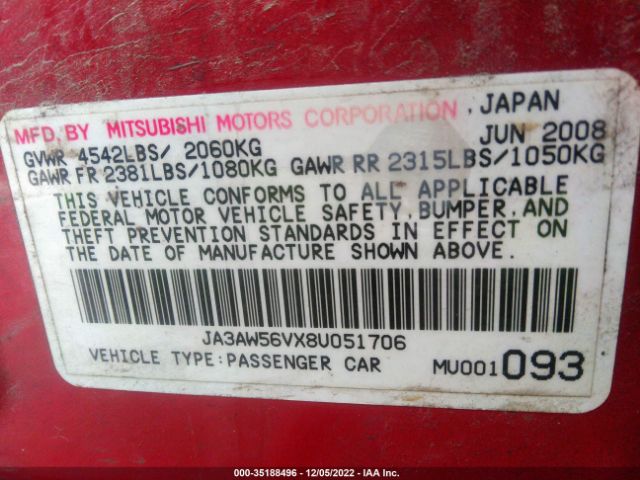 MFD. BY MITSUBISHI MOTORS CORPORATION, JAPAN
GVWR 4542LBS/ 2060KG JUN 2008
GAWR FR 2381LBS/1080KG GAWR RR 2315LBS/1050KG
THIS VEHICLE CONFORMS TO ALL APPLICABLE
FEDERAL MOTOR VEHICLE SAFETY, BUMPER, AND
THEFT PREVENTION STANDARDS IN EFFECT ON
THE DATE OF MANUFACTURE SHOWN ABOVE.
JA3AW56VX8U051706
VEHICLE TYPE:PASSENGER CAR MU001093
000-35188496 - 12/05/2022 - IAA Inc.